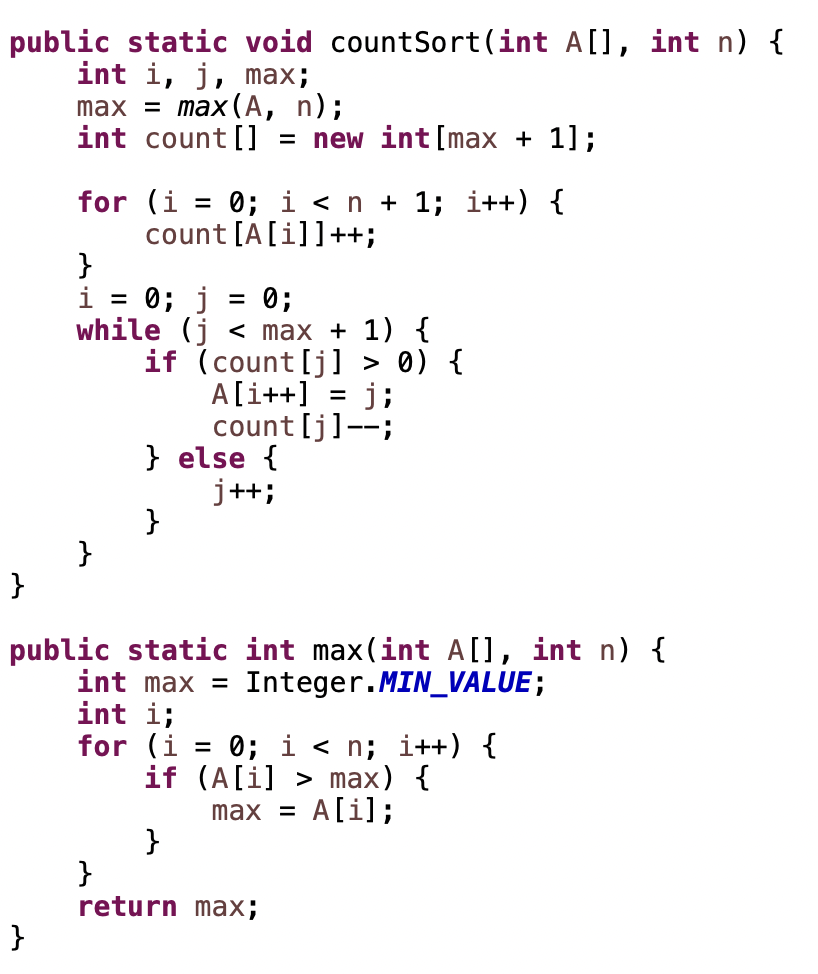 public static void countSort(int A[], int n) {
    int i, j, max;
    max = max(A, n);
    int count[] = new int[max + 1];

    for (i = 0; i < n + 1; i++) {
        count[A[i]]++;
    }
    i = 0; j = 0;
    while (j < max + 1) {
        if (count[j] > 0) {
            A[i++] = j;
            count[j]--;
        } else {
            j++;
        }
    }
}

public static int max(int A[], int n) {
    int max = Integer.MIN_VALUE;
    int i;
    for (i = 0; i < n; i++) {
        if (A[i] > max) {
            max = A[i];
        }
    }
    return max;
}